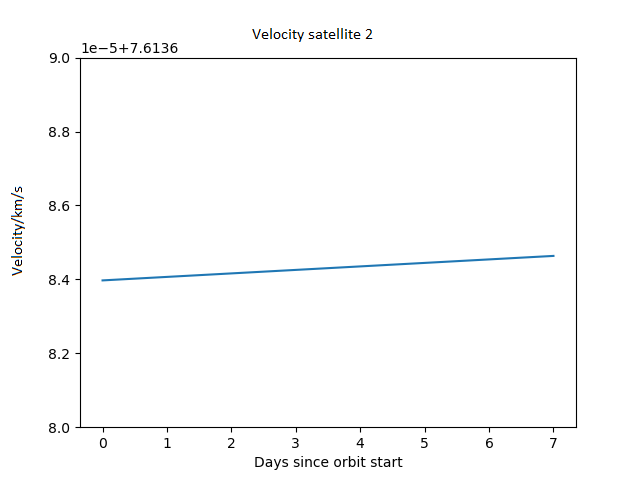 Velocity satellite 2
1e−5+7.6136
9.0
8.8
8.6
8.4
8.2
8.0
Velocity/km/s
0 1 2 3 4 5 6 7
Days since orbit start